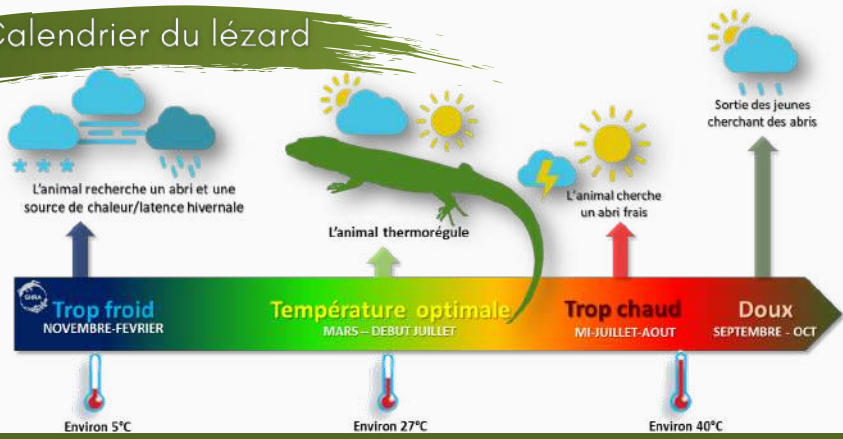 Calendrier du lézard
L'animal recherche un abri et une
source de chaleur/latence hivernale
L'animal thermorégule
L'animal cherche
un abri frais
Sortie des jeunes
cherchant des abris
GHRA
Trop froid
NOVEMBRE-FEVRIER
Température optimale
MARS – DEBUT JUILLET
Trop chaud
MI-JUILLET-AOUT
Doux
SEPTEMBRE - OCT
Environ 5°C
Environ 27°C
Environ 40°C